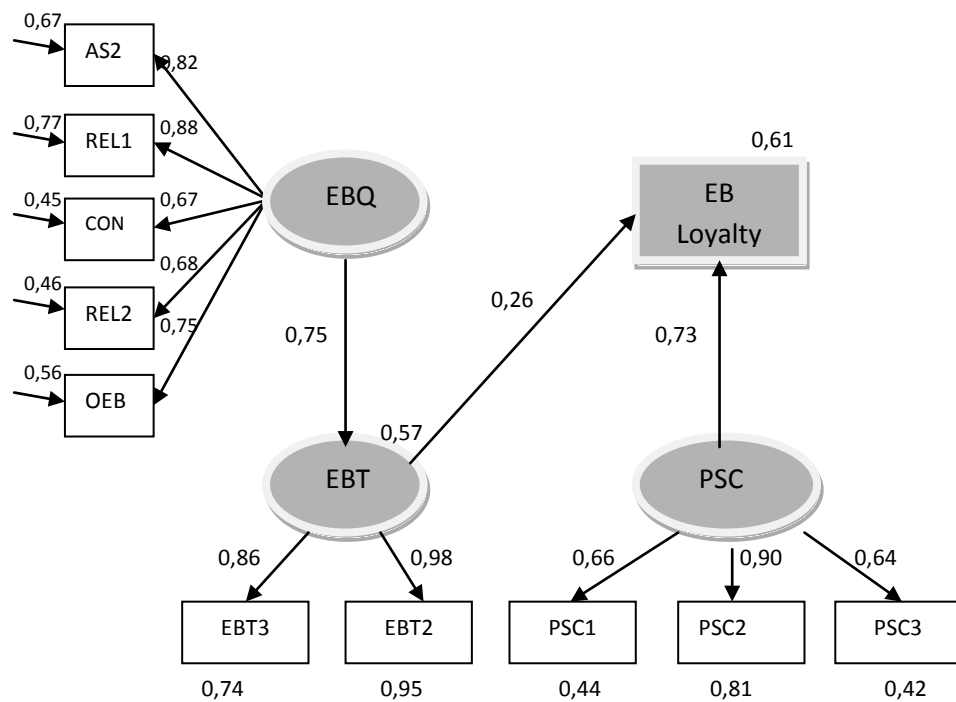 0,67
AS2
0,82
0,77
REL1
0,88
0,61
EBQ
EB
Loyalty
0,45
CON
0,67
0,46
REL2
0,68
0,26
0,75
0,75
0,73
0,56
OEB
0,57
EBT
PSC
0,86
0,98
0,66
0,90
0,64
EBT3
EBT2
PSC1
PSC2
PSC3
0,74
0,95
0,44
0,81
0,42